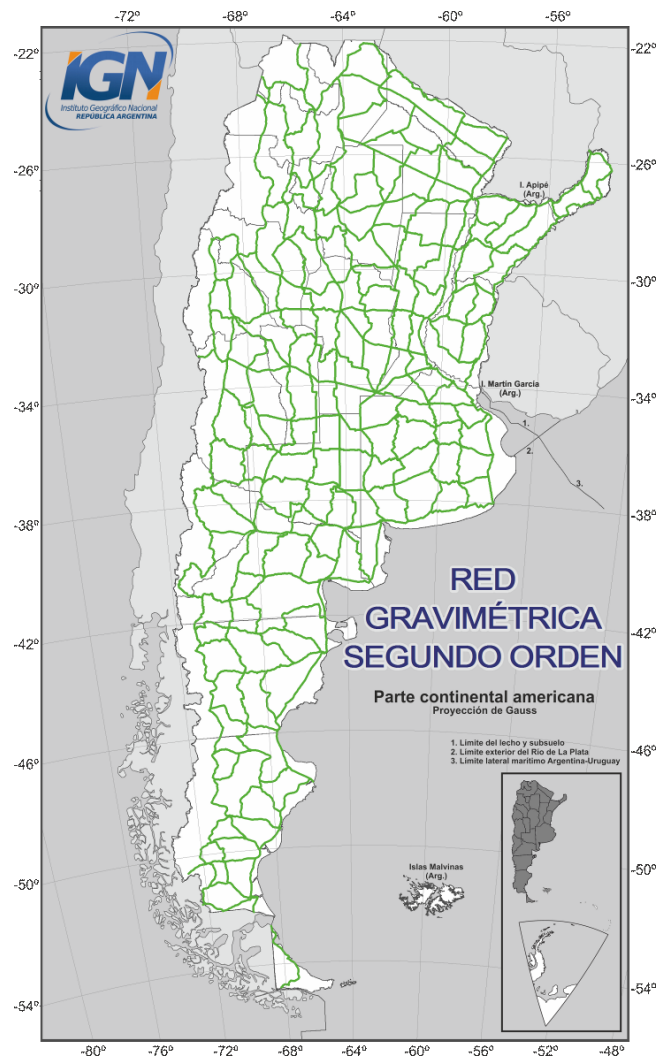 -72º -68º -64º -60º -56º
-22º -22º
IGN
Instituto Geográfico Nacional
REPÚBLICA ARGENTINA
-26º -26º
I. Apipé
(Arg.)
-30º -30º
I. Martín García
(Arg.)
-34º -34º
1.
2.
3.
-38º -38º
RED
GRAVIMÉTRICA
SEGUNDO ORDEN
-42º -42º
Parte continental americana
Proyección de Gauss
1. Limite del lecho y subsuelo
2. Limite exterior del Río de La Plata
3. Limite lateral marítimo Argentina-Uruguay
-46º -46º
Islas Malvinas
(Arg.)
-50º -50º
-54º -54º
-80º -76º -72º -68º -64º -60º -56º -52º -48º